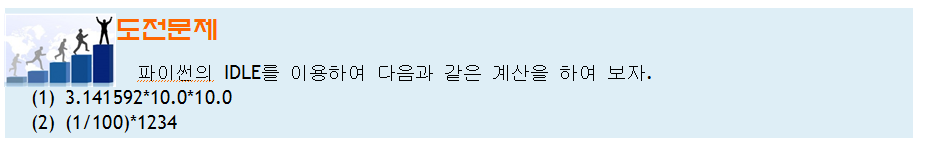 도전문제
파이썬의 IDLE를 이용하여 다음과 같은 계산을 하여 보자.
(1) 3.141592*10.0*10.0
(2) (1/100)*1234